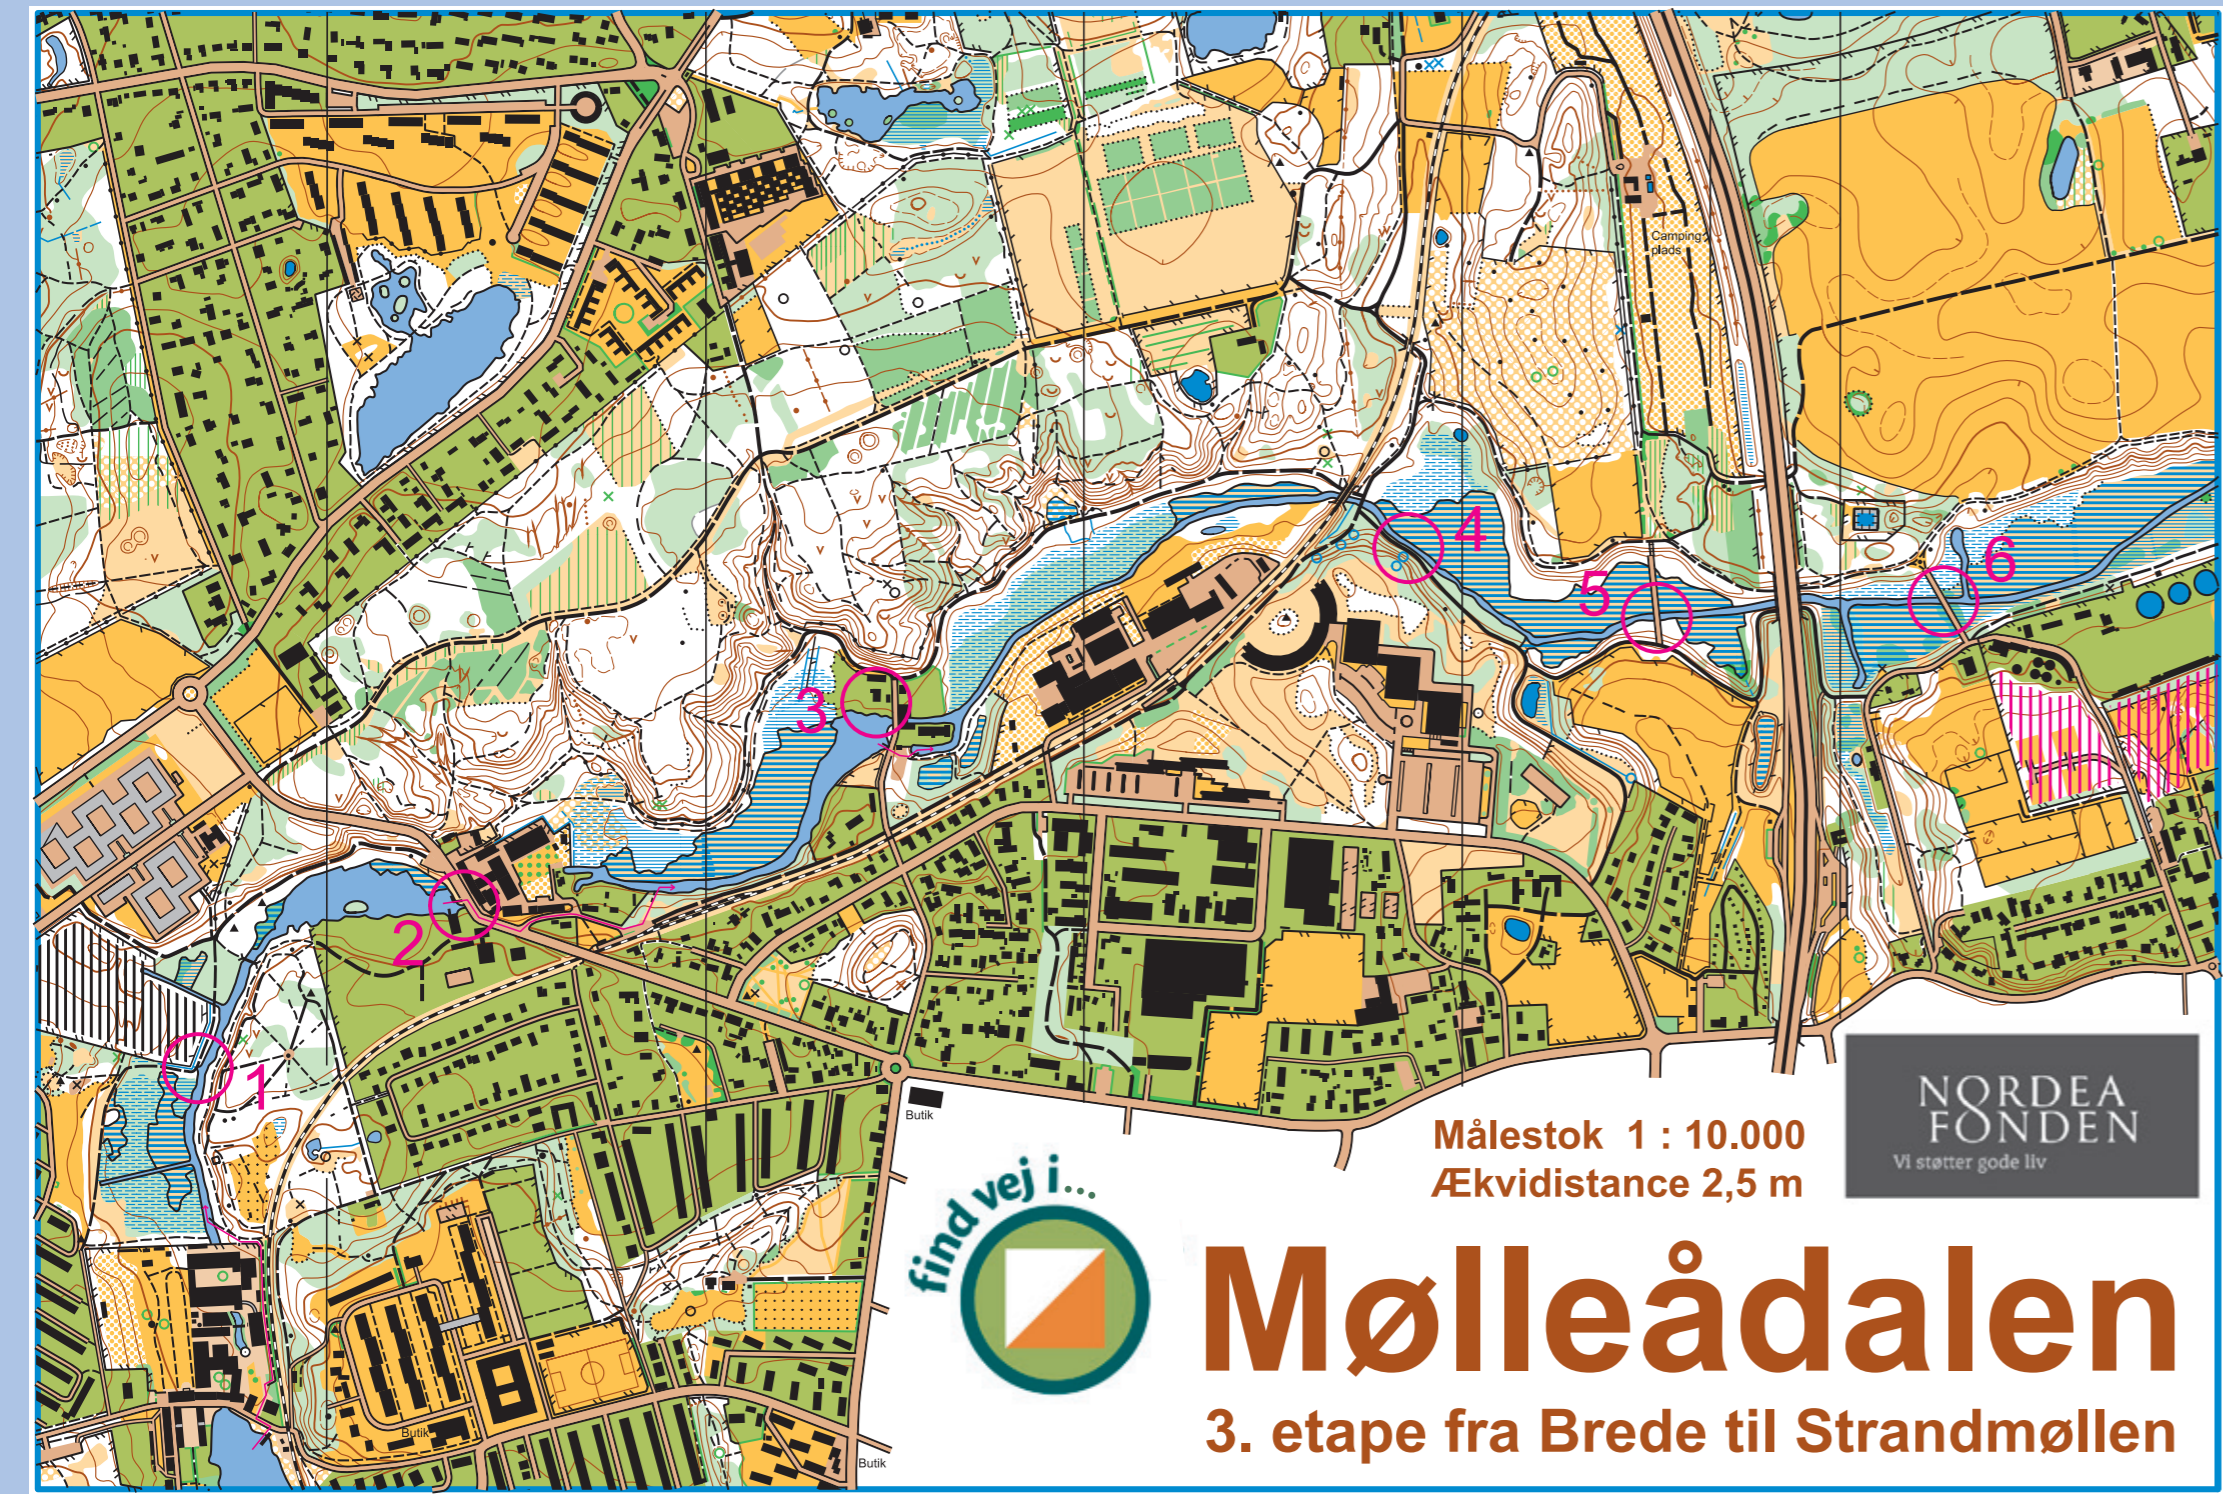 Camping
plads
4
6
5
3
2
1
Butik
Butik
Butik
find vej i...
Målestok 1 : 10.000
Ækvidistance 2,5 m
NORDEA
FONDEN
Vi støtter gode liv
Mølleådalen
3. etape fra Brede til Strandmøllen